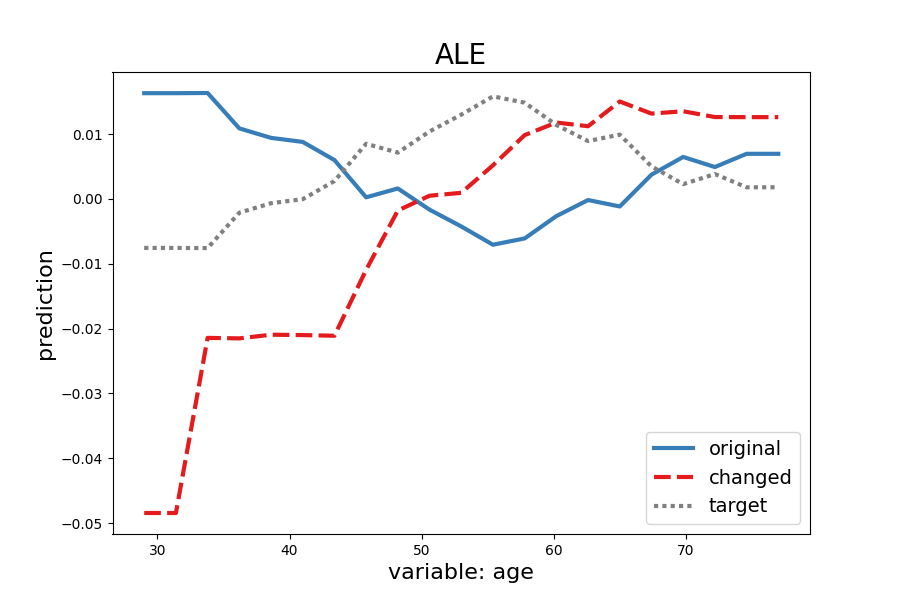 ALE
prediction
0.01
0.00
−0.01
−0.02
−0.03
−0.04
−0.05
30 40 50 60 70
variable: age
original
changed
target